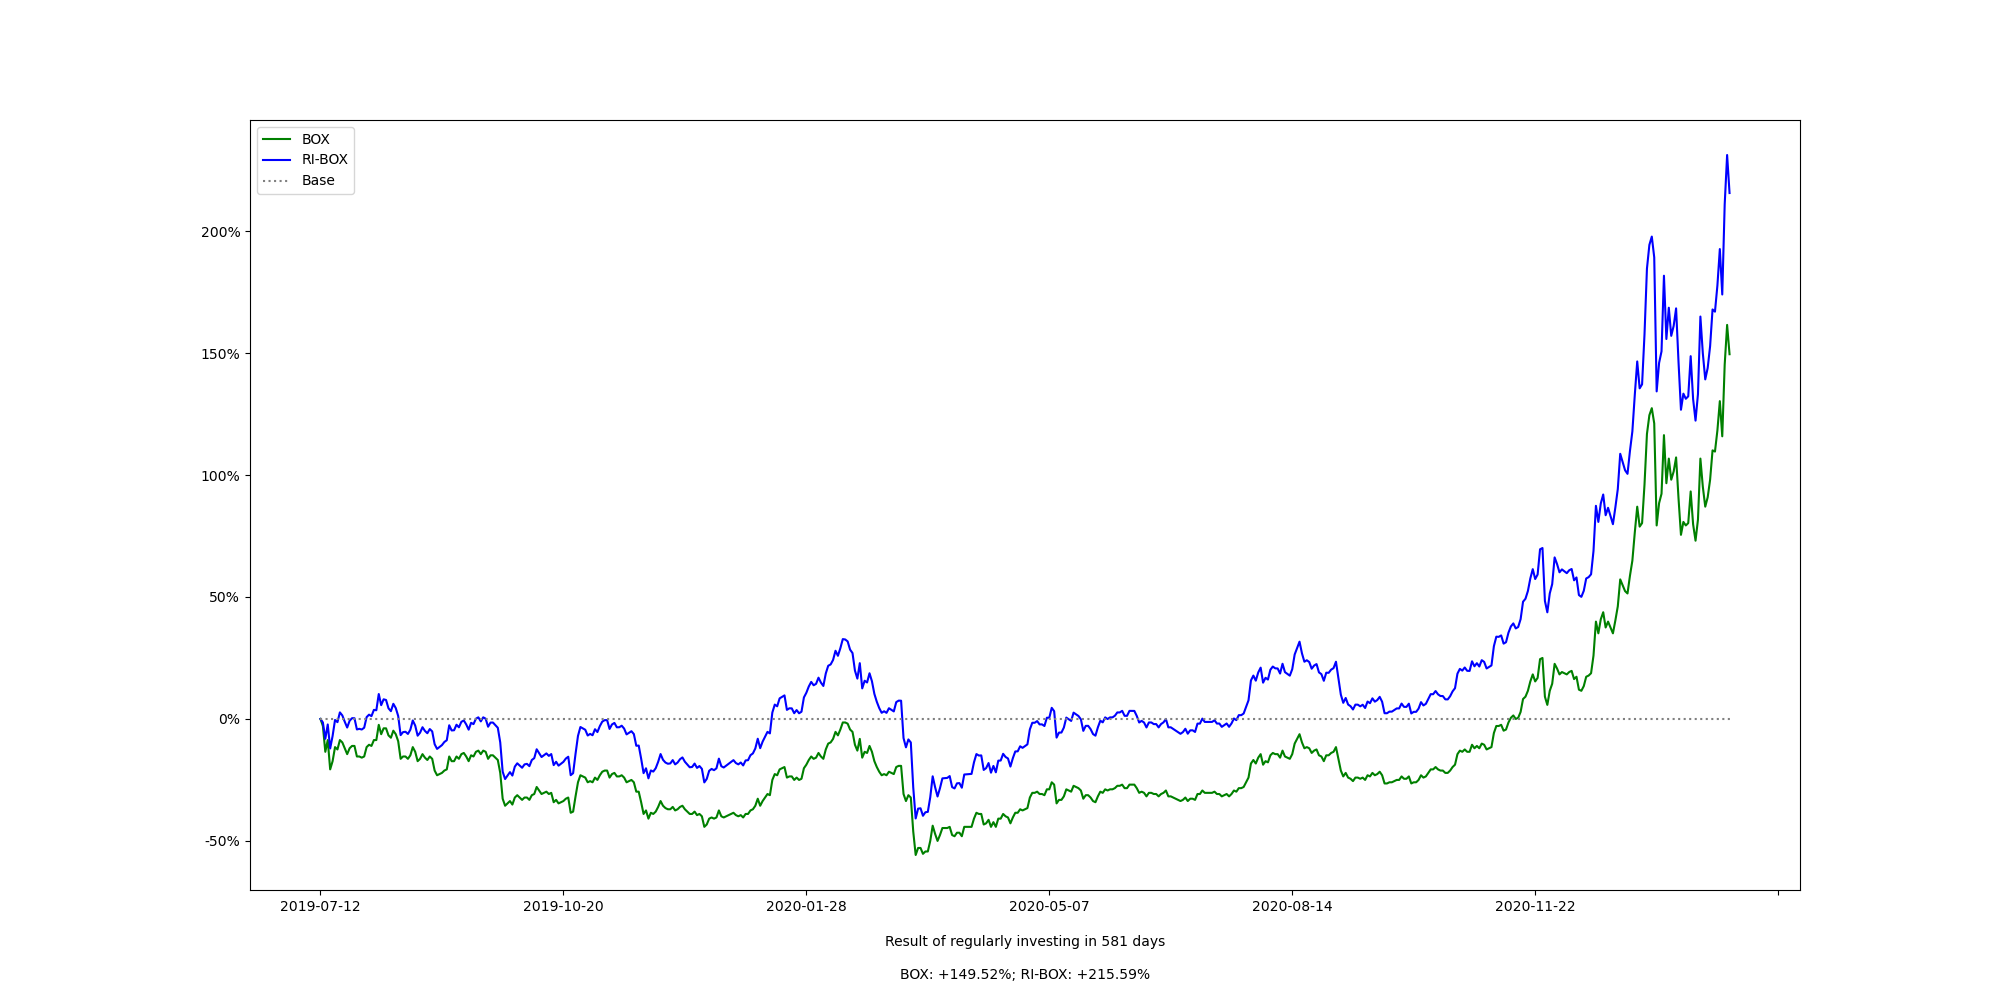 BOX
RI-BOX
Base
200%
150%
100%
50%
0%
-50%
2019-07-12 2019-10-20 2020-01-28 2020-05-07 2020-08-14 2020-11-22
Result of regularly investing in 581 days
BOX: +149.52%; RI-BOX: +215.59%